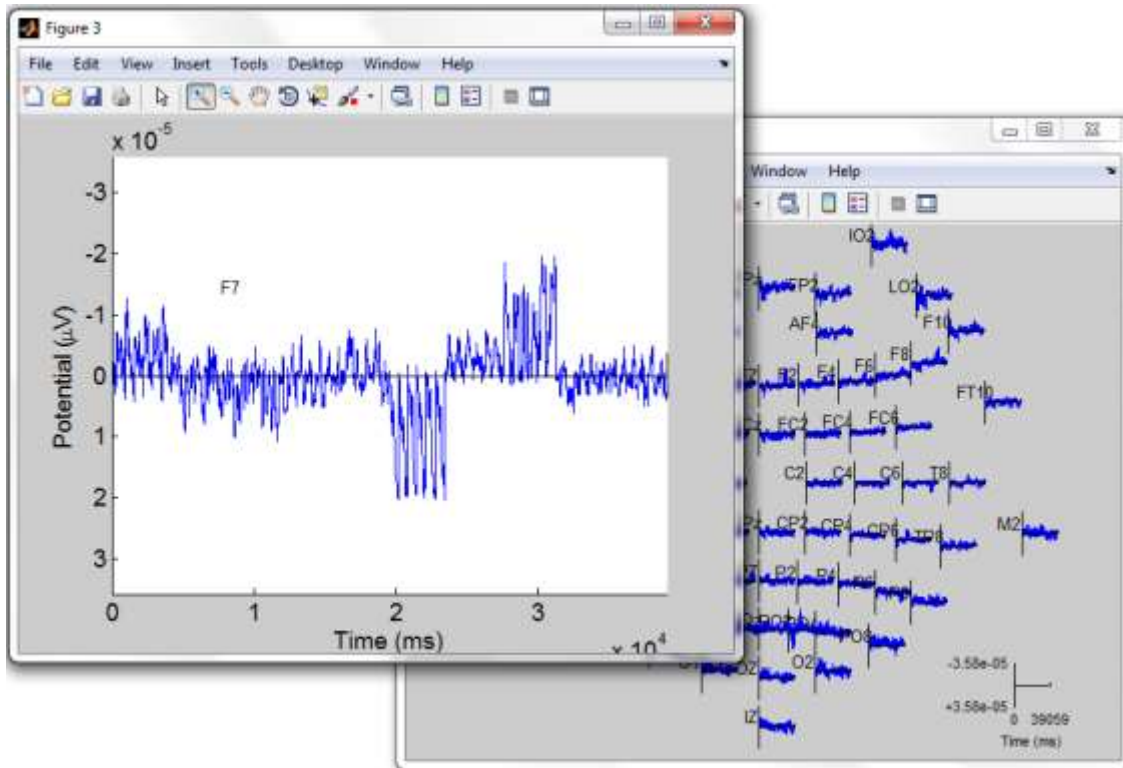 Figure 3
File Edit View Insert Tools Desktop Window Help
x 10^-5
-3
-2
-1
0
1
2
3
F7
Potential (µV)
0 1 2 3
Time (ms)
x 10^4
Window Help
IO2
FP2 LO2
AF4 F10
F2 F4 F6 F8
FT10
FC2 FC4 FC6
C2 C4 C6 T8
CP2 CP4 CP6 TP8 M2
P2 P4
PO8
O2
IZ
-3.58e-05
+3.58e-05
0 39059
Time (ms)